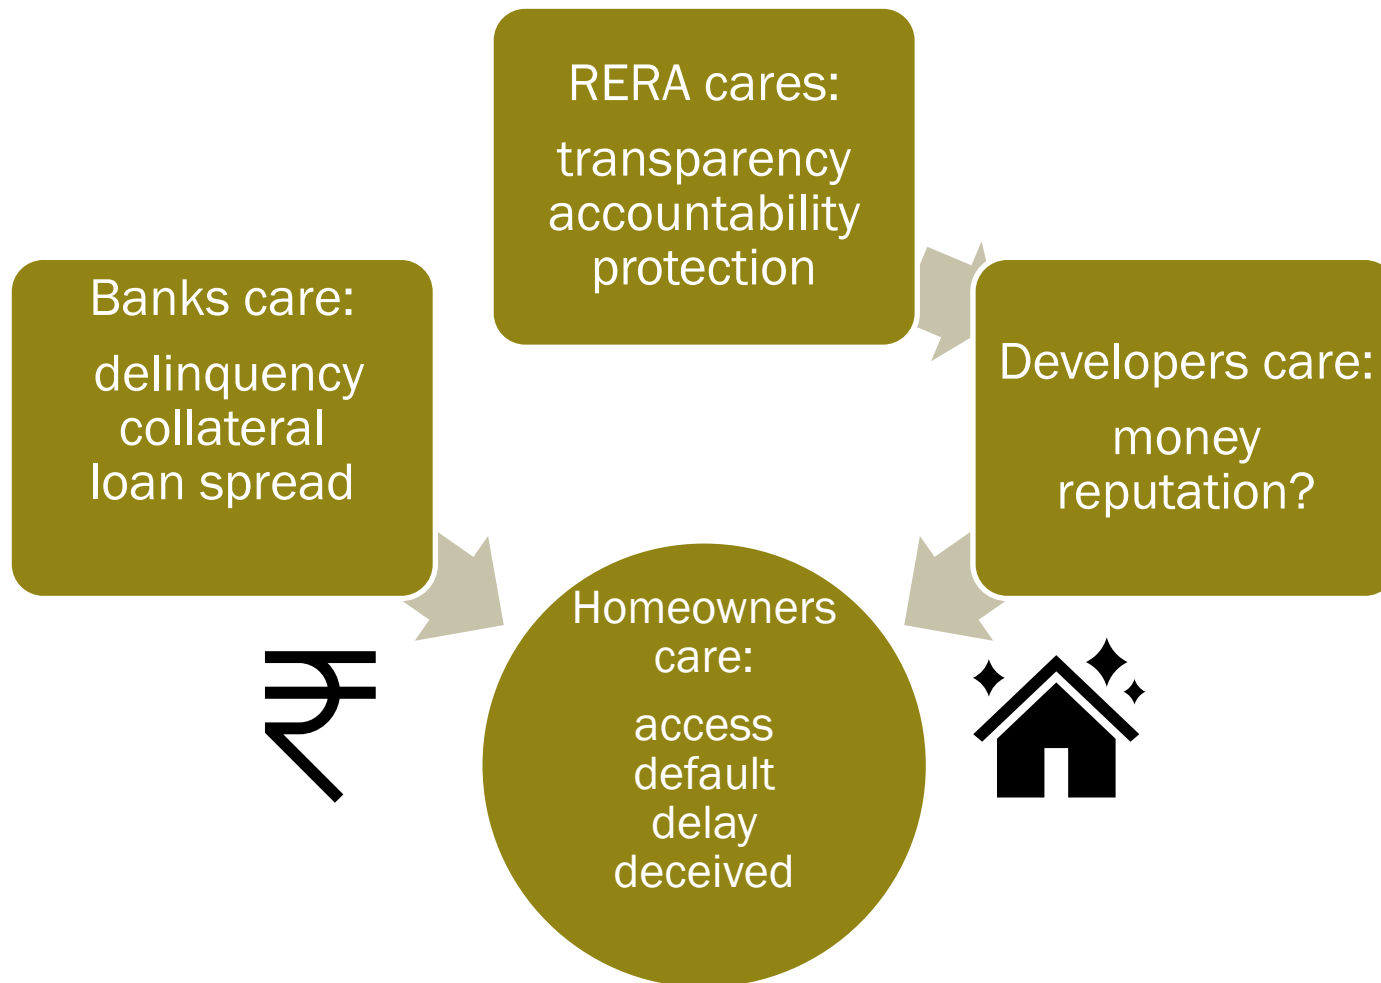 RERA cares:
transparency
accountability
protection
Banks care:
delinquency
collateral
loan spread
Developers care:
money
reputation?
Homeowners
care:
access
default
delay
deceived
₹